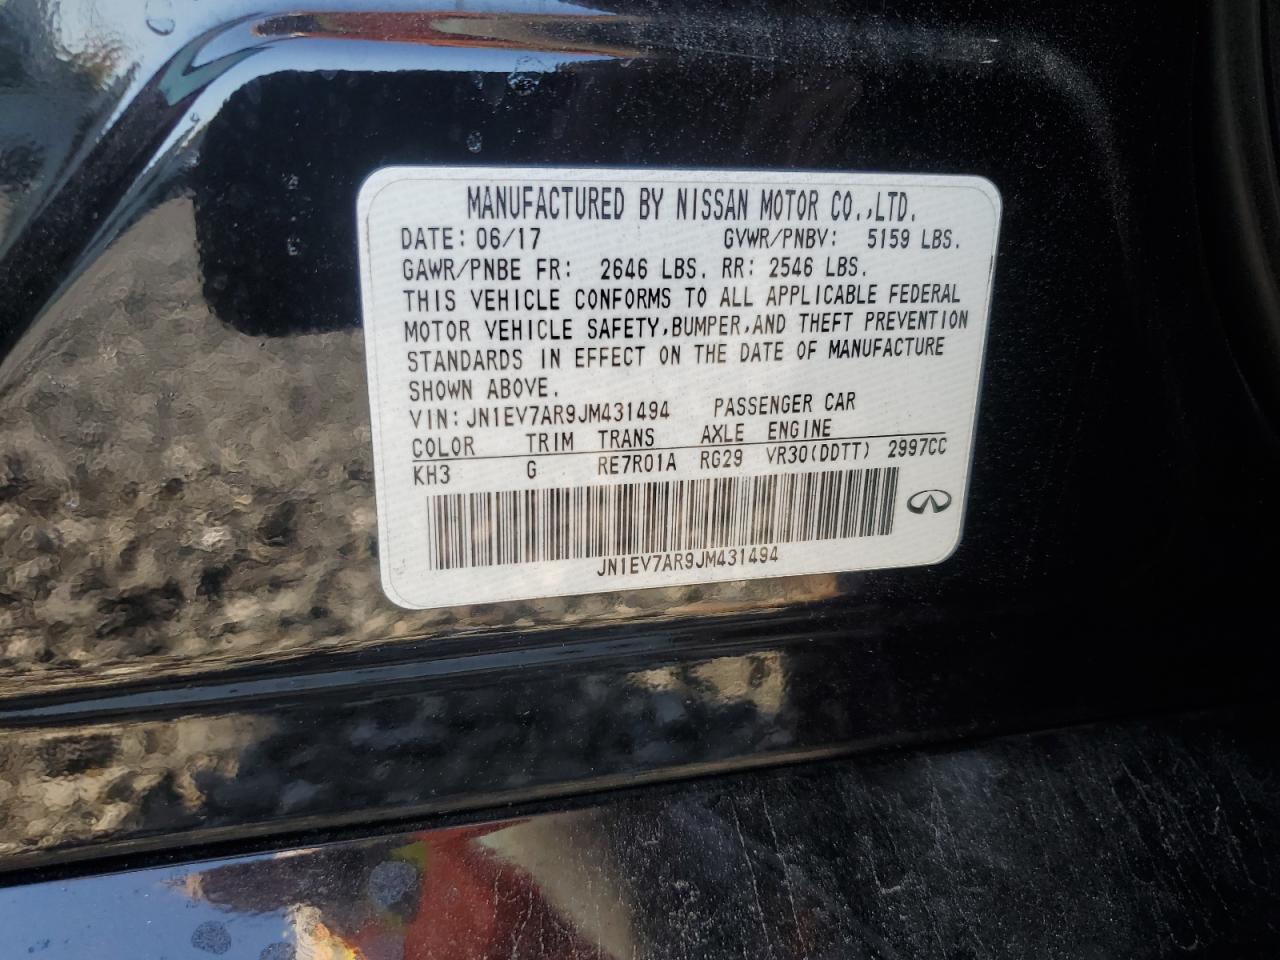 MANUFACTURED BY NISSAN MOTOR CO.,LTD.
DATE: 06/17 GVWR/PNBV: 5159 LBS.
GAWR/PNBE FR: 2646 LBS. RR: 2546 LBS.
THIS VEHICLE CONFORMS TO ALL APPLICABLE FEDERAL
MOTOR VEHICLE SAFETY,BUMPER,AND THEFT PREVENTION
STANDARDS IN EFFECT ON THE DATE OF MANUFACTURE
SHOWN ABOVE.
VIN:JN1EV7AR9JM431494 PASSENGER CAR
COLOR TRIM TRANS AXLE ENGINE
KH3 G RE7R01A RG29 VR30(DDTT) 2997CC
JN1EV7AR9JM431494